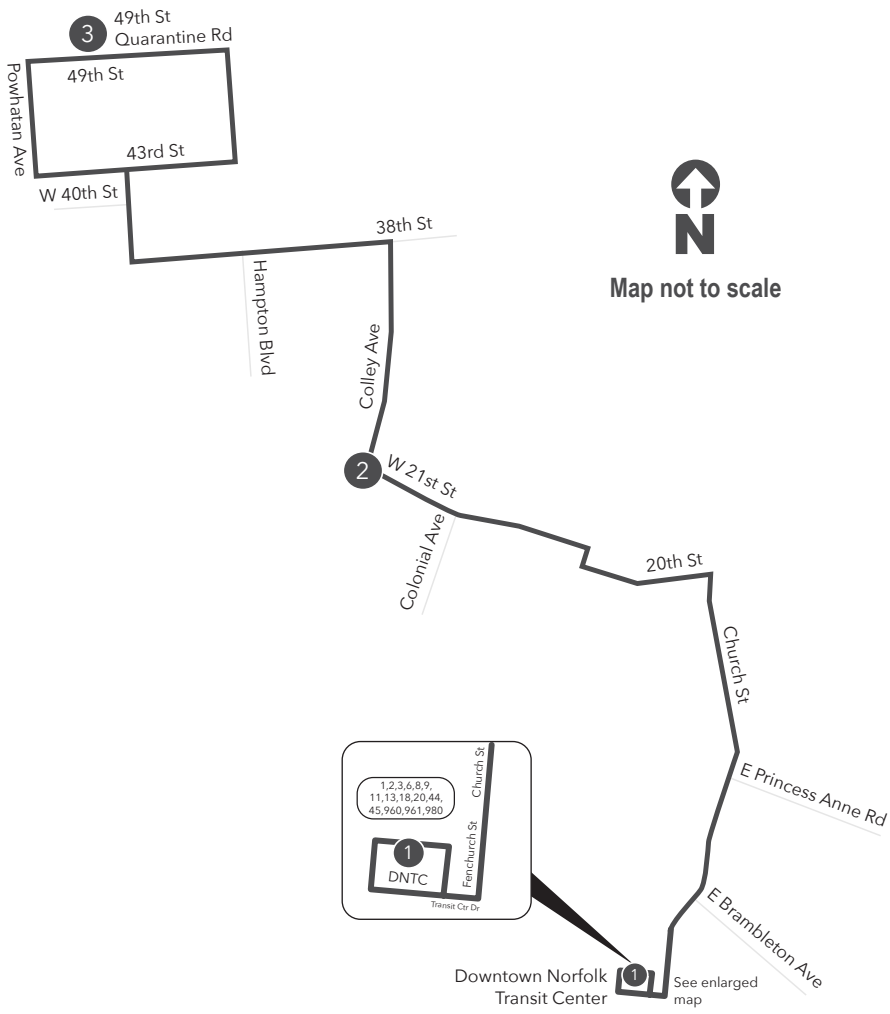 3
49th St
Quarantine Rd
49th St
Powhatan Ave
43rd St
W 40th St
38th St
Hampton Blvd
N
Map not to scale
Colley Ave
2
W 21st St
Colonial Ave
20th St
Church St
E Princess Anne Rd
E Brambleton Ave
1,2,3,6,8,9,
11,13,18,20,44,
45,960,961,980
Church St
Fenchurch St
1
DNTC
Transit Ctr Dr
Downtown Norfolk
Transit Center
1
See enlarged
map